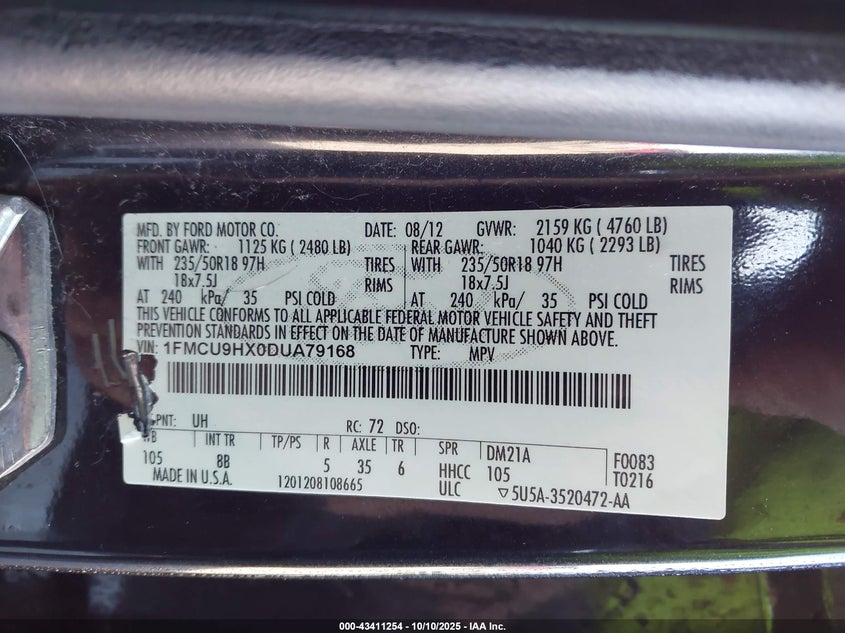 MFD. BY FORD MOTOR CO. DATE: 08/12 GVWR: 2159 KG ( 4760 LB)
FRONT GAWR: 1125 KG ( 2480 LB) REAR GAWR: 1040 KG ( 2293 LB)
WITH 235/50R18 97H TIRES WITH 235/50R18 97H TIRES
18x7.5J RIMS 18x7.5J RIMS
AT 240 kPa/ 35 PSI COLD AT 240 kPa/ 35 PSI COLD
THIS VEHICLE CONFORMS TO ALL APPLICABLE FEDERAL MOTOR VEHICLE SAFETY AND THEFT
PREVENTION STANDARDS IN EFFECT ON THE DATE OF MANUFACTURE SHOWN ABOVE.
VIN: 1FMCU9HX0DUA79168 TYPE: MPV
PNT: UH RC: 72 DSO:
WB INT TR TP/PS R AXLE TR SPR DM21A F0083
105 8B 5 35 6 HHCC 105 T0216
MADE IN U.S.A. 1201208108665 ULC ▽5U5A-3520472-AA
000-43411254 - 10/10/2025 - IAA Inc.